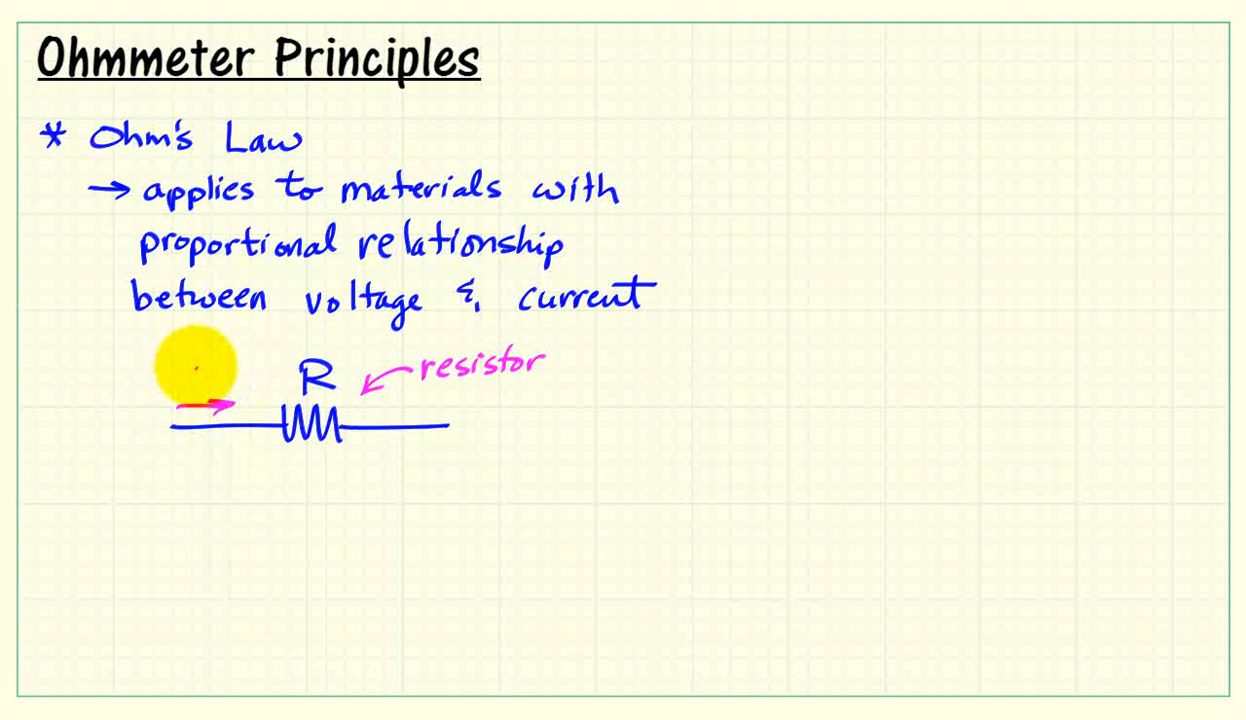 Ohmmeter Principles
* Ohm's Law
→ applies to materials with
proportional relationship
between voltage & current
R
resistor